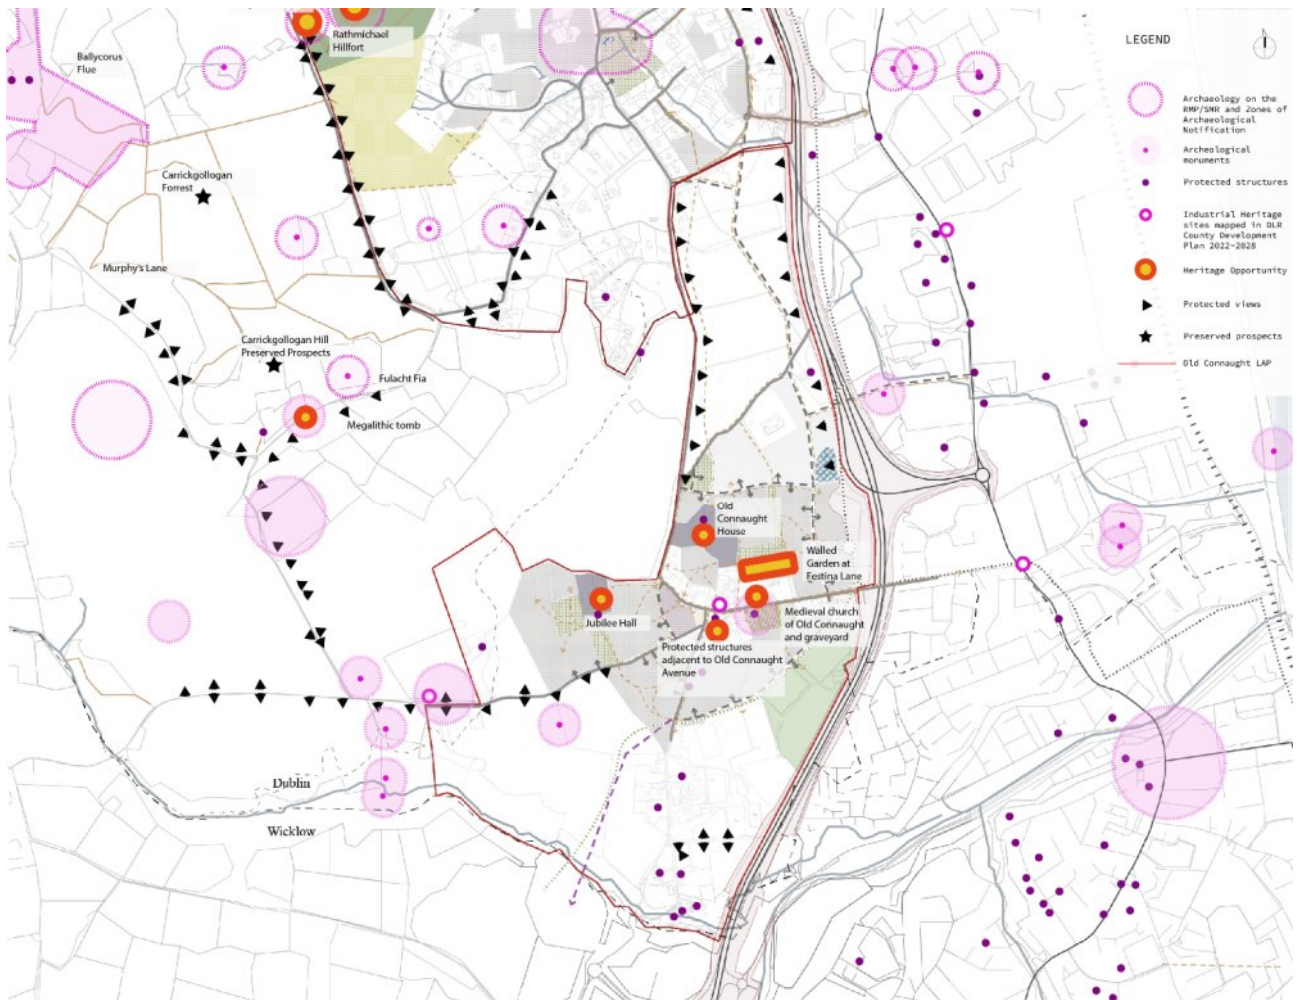 Rathmichael
Hillfort
Ballycorus
Flue
Carrickgollogan
Forrest
Murphy's Lane
Carrickgollogan Hill
Preserved Prospects
Fulacht Fia
Megalithic tomb
Old
Connaught
House
Walled
Garden at
Festina Lane
Jubilee Hall
Medieval church
of Old Connaught
and graveyard
Protected structures
adjacent to Old Connaught
Avenue
Dublin
Wicklow
LEGEND
Archaeology on the
RMP/SMR and Zones of
Archaeological
Notification
Archeological
monuments
Protected structures
Industrial Heritage
sites mapped in DLR
County Development
Plan 2022-2028
Heritage Opportunity
Protected views
Preserved prospects
Old Connaught LAP